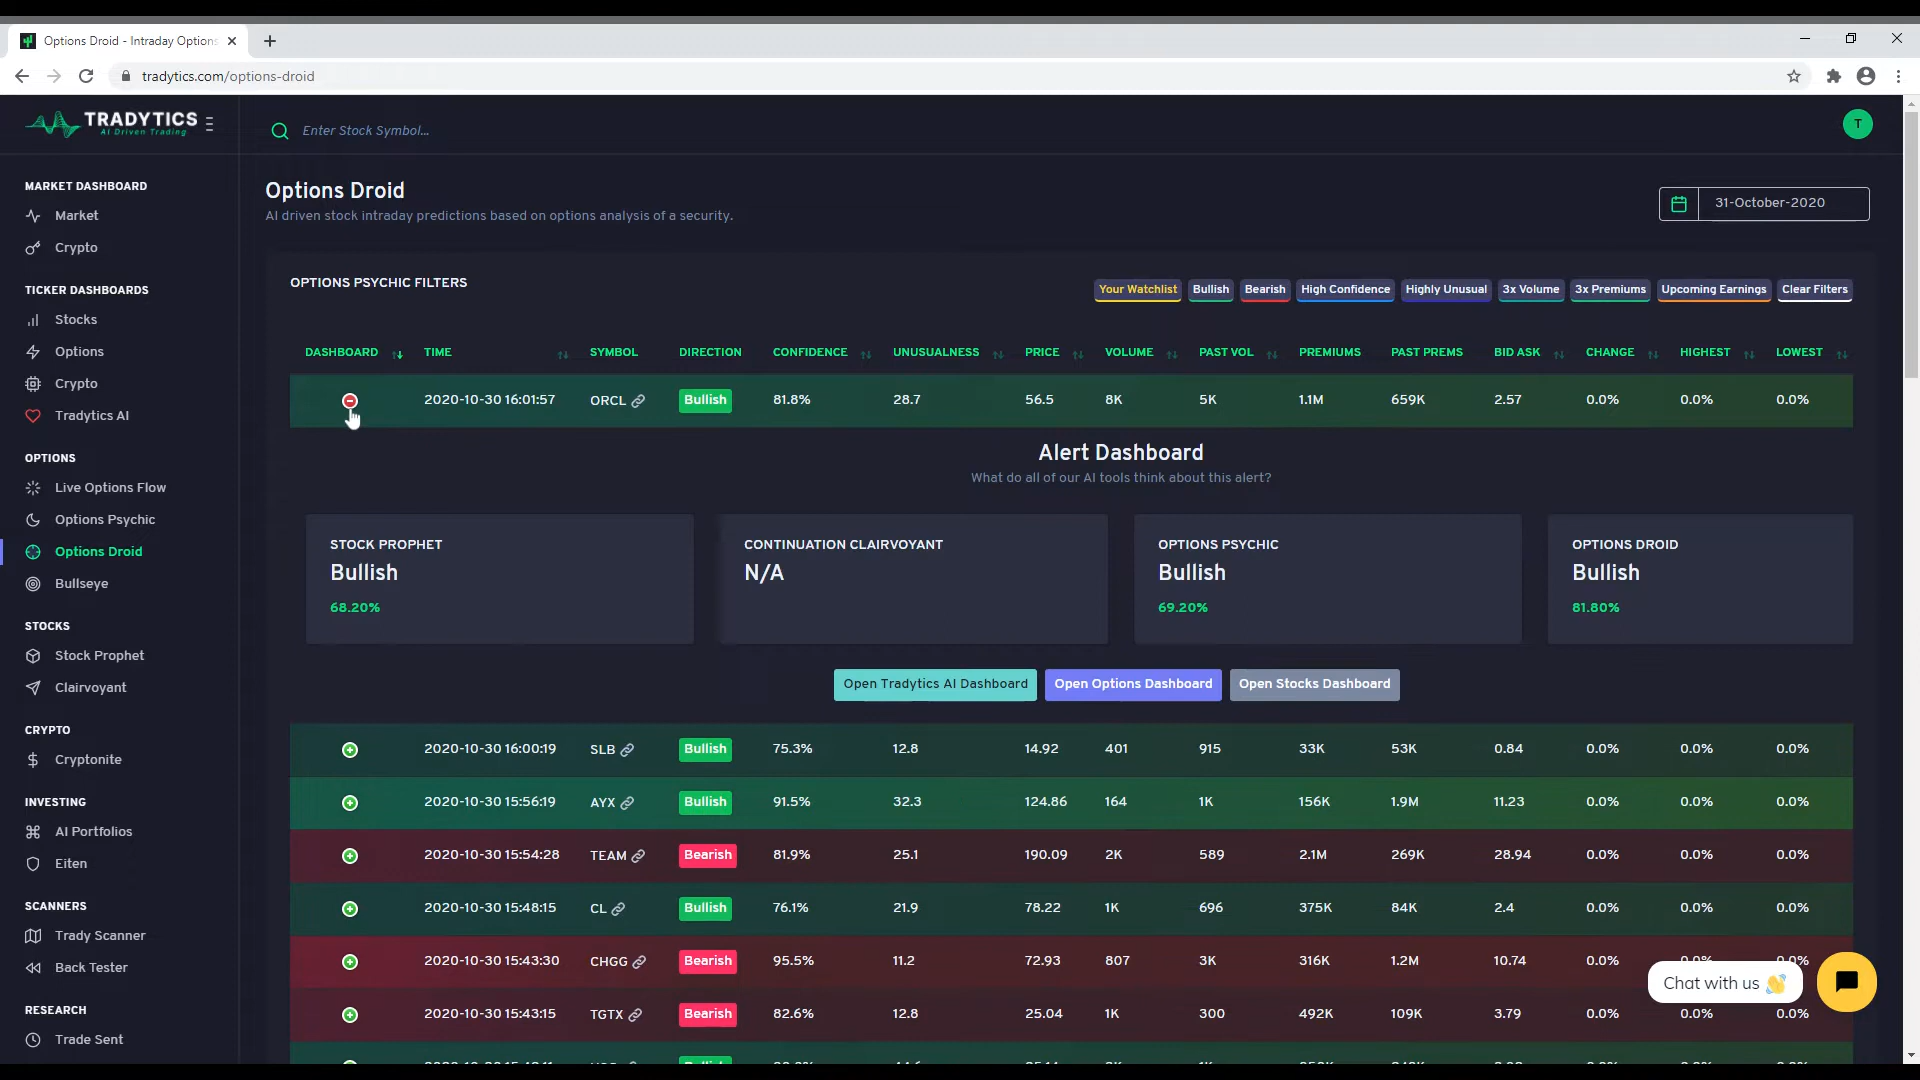 Options Droid - Intraday Options
tradytics.com/options-droid
TRADYTICS
AI Driven Trading
Enter Stock Symbol...
T
MARKET DASHBOARD
Market
Crypto
TICKER DASHBOARDS
Stocks
Options
Crypto
Tradytics AI
OPTIONS
Live Options Flow
Options Psychic
Options Droid
Bullseye
STOCKS
Stock Prophet
Clairvoyant
CRYPTO
Cryptonite
INVESTING
AI Portfolios
Eiten
SCANNERS
Trady Scanner
Back Tester
RESEARCH
Trade Sent
Options Droid
AI driven stock intraday predictions based on options analysis of a security.
31-October-2020
OPTIONS PSYCHIC FILTERS
Your Watchlist Bullish Bearish High Confidence Highly Unusual 3x Volume 3x Premiums Upcoming Earnings Clear Filters
DASHBOARD TIME SYMBOL DIRECTION CONFIDENCE UNUSUALNESS PRICE VOLUME PAST VOL PREMIUMS PAST PREMS BID ASK CHANGE HIGHEST LOWEST
2020-10-30 16:01:57 ORCL Bullish 81.8% 28.7 56.5 8K 5K 1.1M 659K 2.57 0.0% 0.0% 0.0%
Alert Dashboard
What do all of our AI tools think about this alert?
STOCK PROPHET
Bullish
68.20%
CONTINUATION CLAIRVOYANT
N/A
OPTIONS PSYCHIC
Bullish
69.20%
OPTIONS DROID
Bullish
81.80%
Open Tradytics AI Dashboard Open Options Dashboard Open Stocks Dashboard
2020-10-30 16:00:19 SLB Bullish 75.3% 12.8 14.92 401 915 33K 53K 0.84 0.0% 0.0% 0.0%
2020-10-30 15:56:19 AYX Bullish 91.5% 32.3 124.86 164 1K 156K 1.9M 11.23 0.0% 0.0% 0.0%
2020-10-30 15:54:28 TEAM Bearish 81.9% 25.1 190.09 2K 589 2.1M 269K 28.94 0.0% 0.0% 0.0%
2020-10-30 15:48:15 CL Bullish 76.1% 21.9 78.22 1K 696 375K 84K 2.4 0.0% 0.0% 0.0%
2020-10-30 15:43:30 CHGG Bearish 95.5% 11.2 72.93 807 3K 316K 1.2M 10.74 0.0%
2020-10-30 15:43:15 TGTX Bearish 82.6% 12.8 25.04 1K 300 492K 109K 3.79 0.0% 0.0% 0.0%
Chat with us 👋